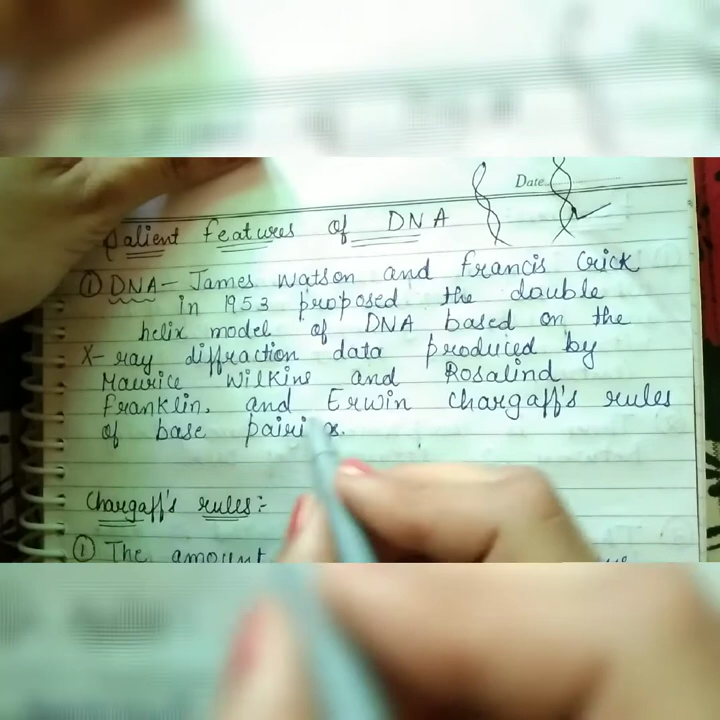 Date.
Salient features of DNA
① DNA - James Watson and Francis Crick
in 1953 proposed the double
helix model of DNA based on the
X-ray diffraction data produced by
Maurice Wilkins and Rosalind
Franklin, and Erwin Chargaff's rules
of base
Chargaff's rules:-
① The amount